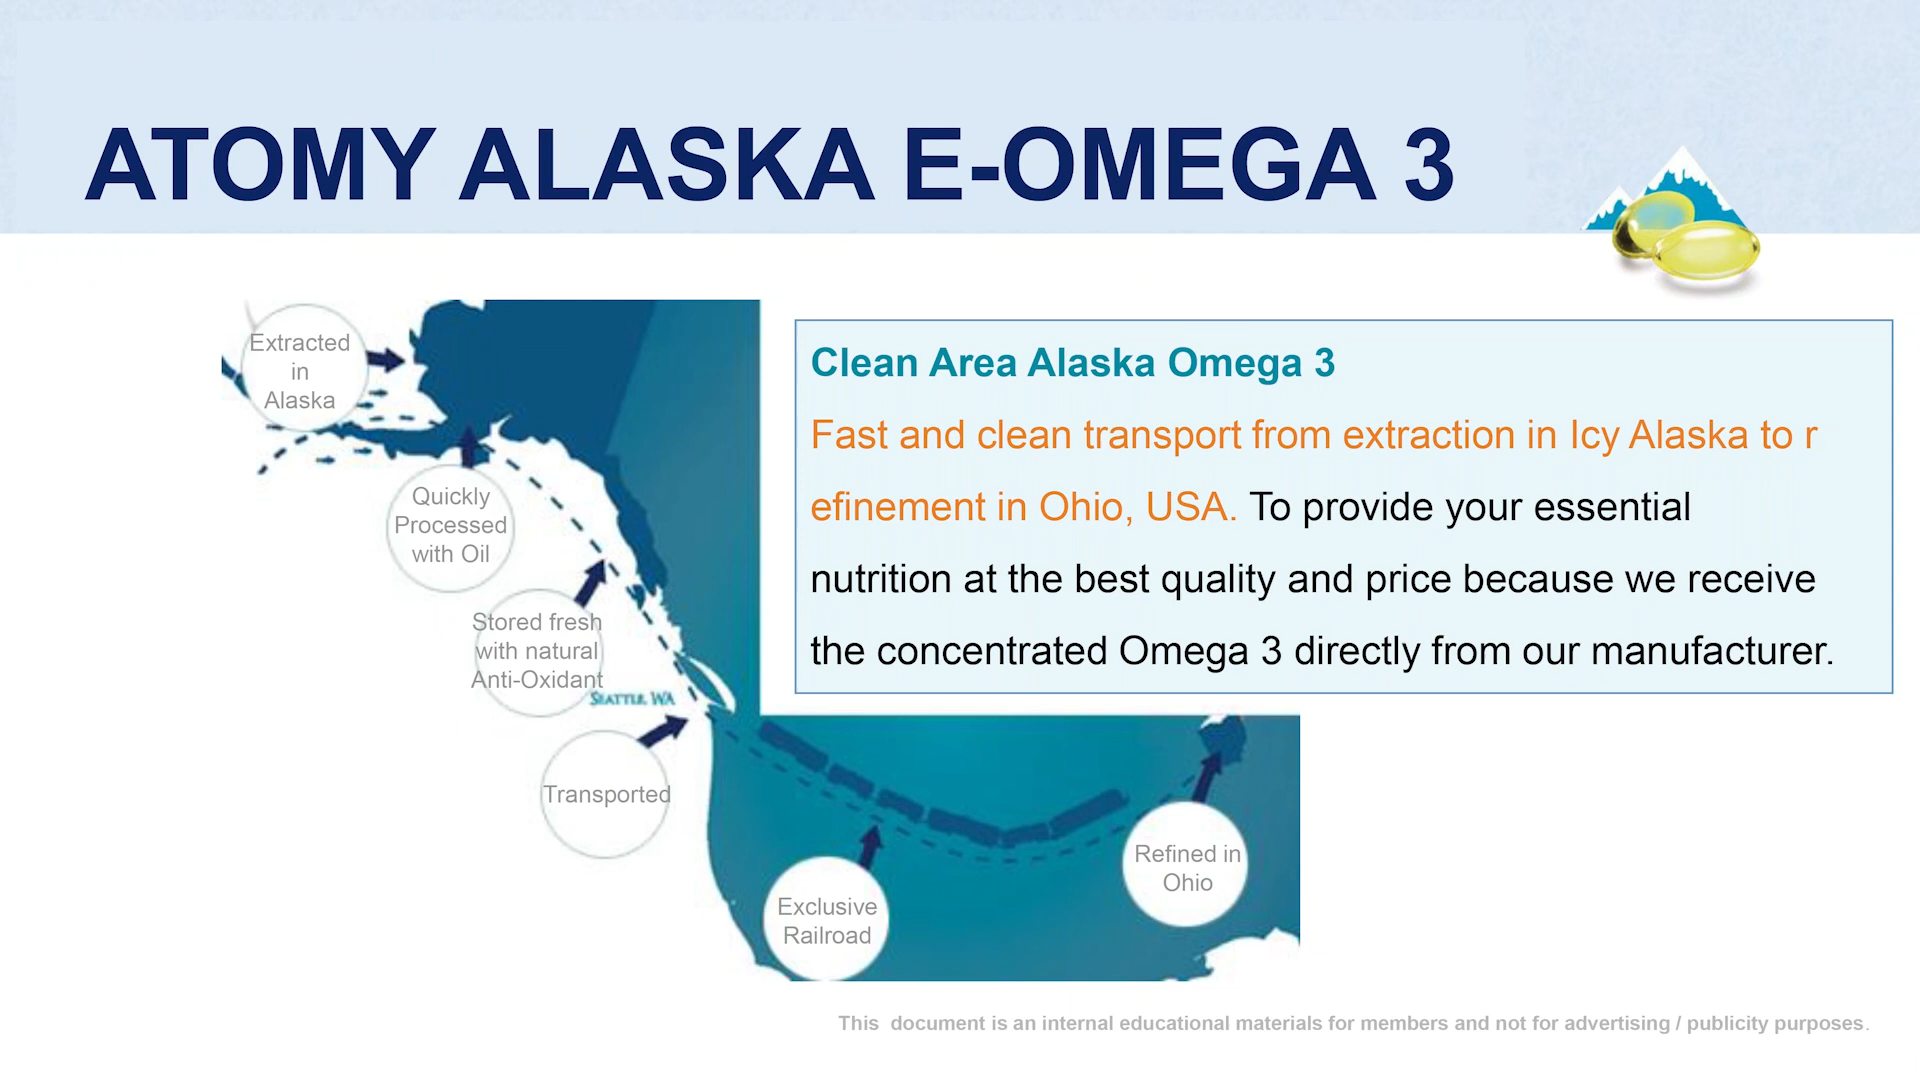 ATOMY ALASKA E-OMEGA 3
Extracted
in
Alaska
Quickly
Processed
with Oil
Stored fresh
with natural
Anti-Oxidant
SEATTLE WA
Transported
Exclusive
Railroad
Refined in
Ohio
Clean Area Alaska Omega 3
Fast and clean transport from extraction in Icy Alaska to r
efinement in Ohio, USA. To provide your essential
nutrition at the best quality and price because we receive
the concentrated Omega 3 directly from our manufacturer.
This  document is an internal educational materials for members and not for advertising / publicity purposes.